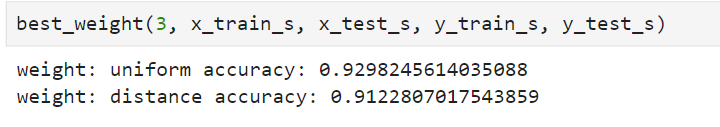 best_weight(3, x_train_s, x_test_s, y_train_s, y_test_s)
weight: uniform accuracy: 0.9298245614035088
weight: distance accuracy: 0.9122807017543859